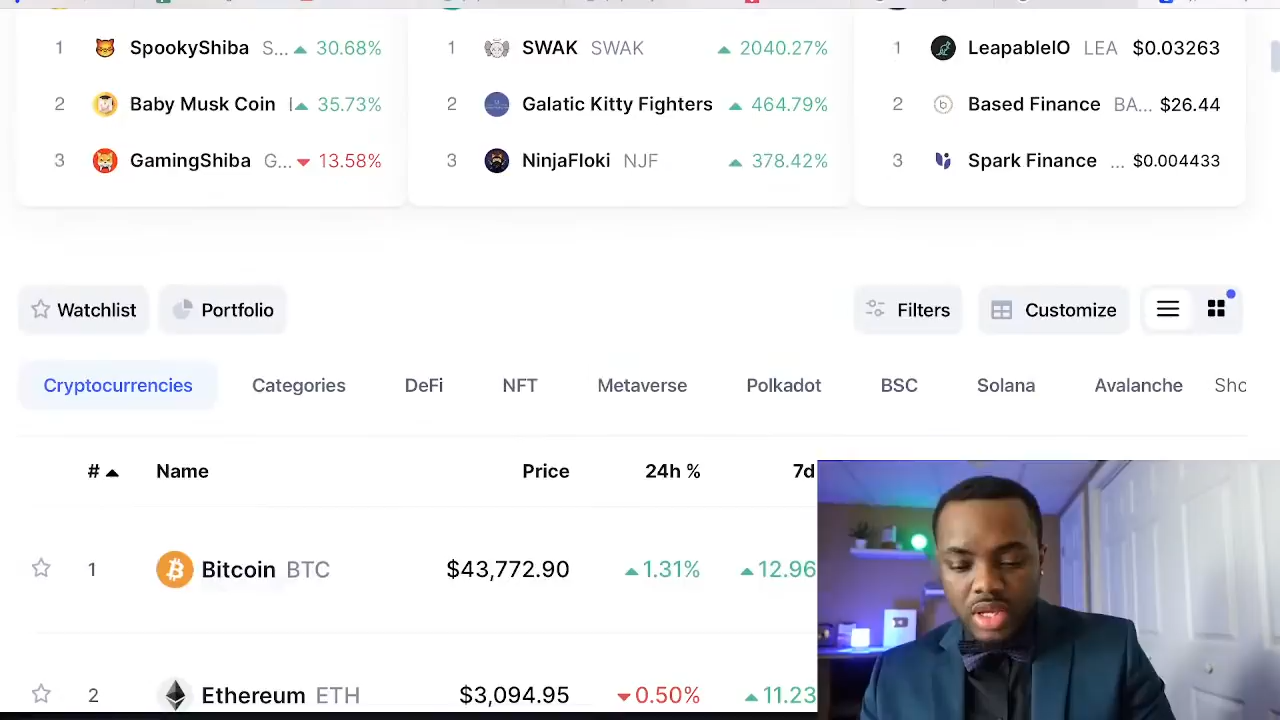 1 SpookyShiba S... 30.68%
2 Baby Musk Coin 35.73%
3 GamingShiba G... 13.58%
1 SWAK SWAK 2040.27%
2 Galatic Kitty Fighters 464.79%
3 NinjaFloki NJF 378.42%
1 LeapableIO LEA $0.03263
2 Based Finance BA... $26.44
3 Spark Finance ... $0.004433
Watchlist Portfolio Filters Customize
Cryptocurrencies Categories DeFi NFT Metaverse Polkadot BSC Solana Avalanche Sho
# Name Price 24h % 7d
1 Bitcoin BTC $43,772.90 1.31% 12.96
2 Ethereum ETH $3,094.95 0.50% 11.23